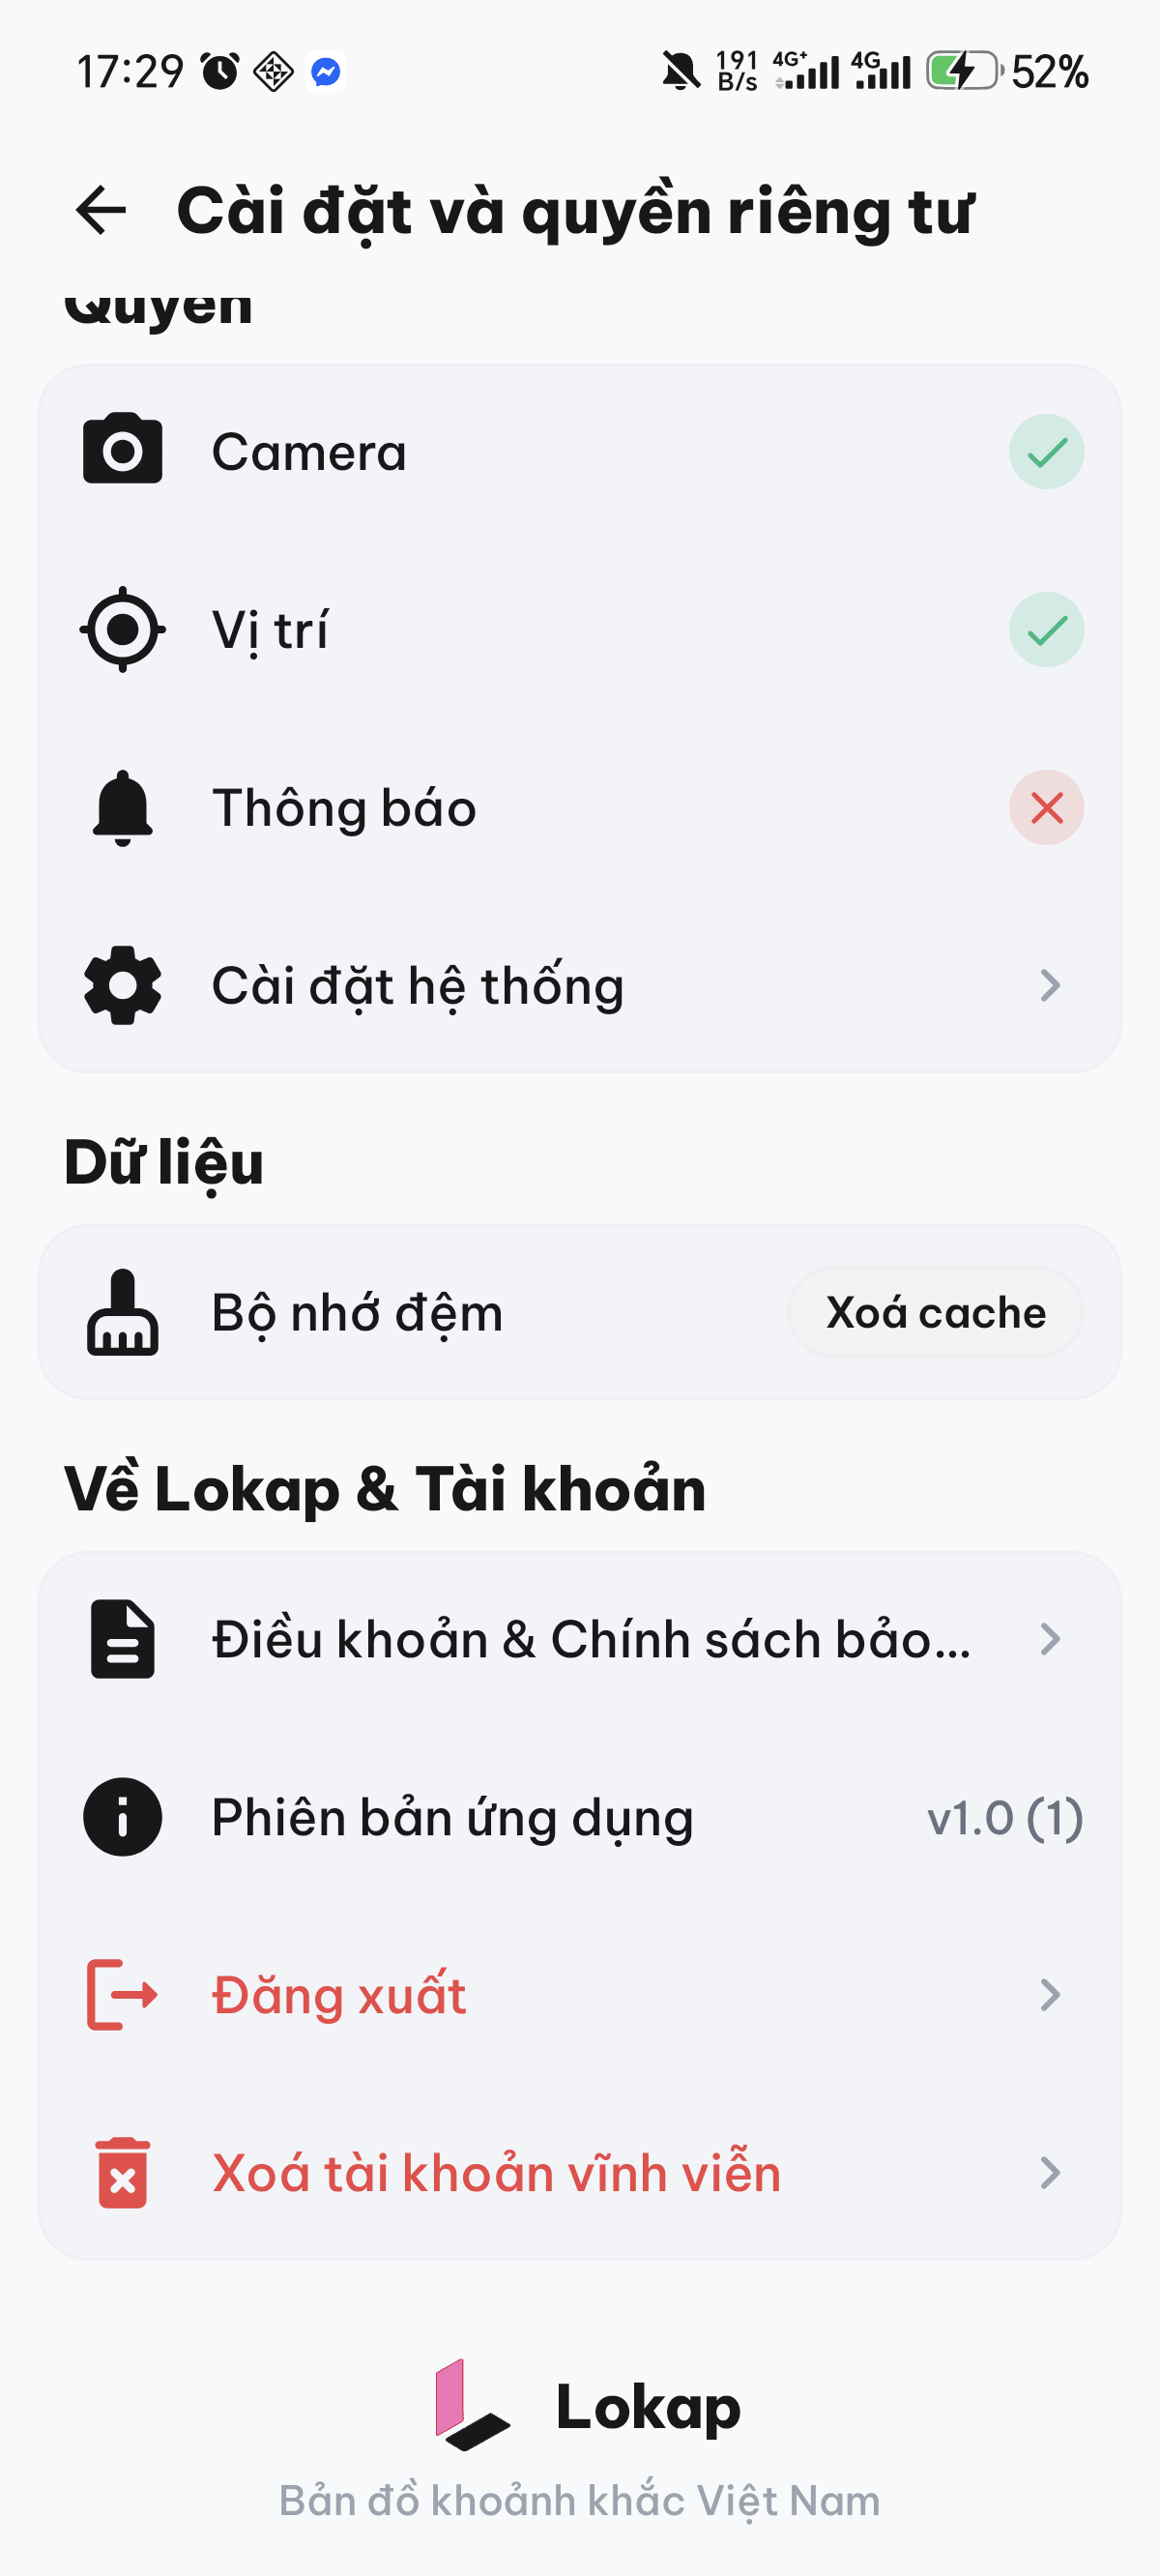 17:29
191 B/s 4G+ 4G 52%
Cài đặt và quyền riêng tư
Quyền
Camera
Vị trí
Thông báo
Cài đặt hệ thống
Dữ liệu
Bộ nhớ đệm
Xoá cache
Về Lokap & Tài khoản
Điều khoản & Chính sách bảo...
Phiên bản ứng dụng
v1.0 (1)
Đăng xuất
Xoá tài khoản vĩnh viễn
Lokap
Bản đồ khoảnh khắc Việt Nam